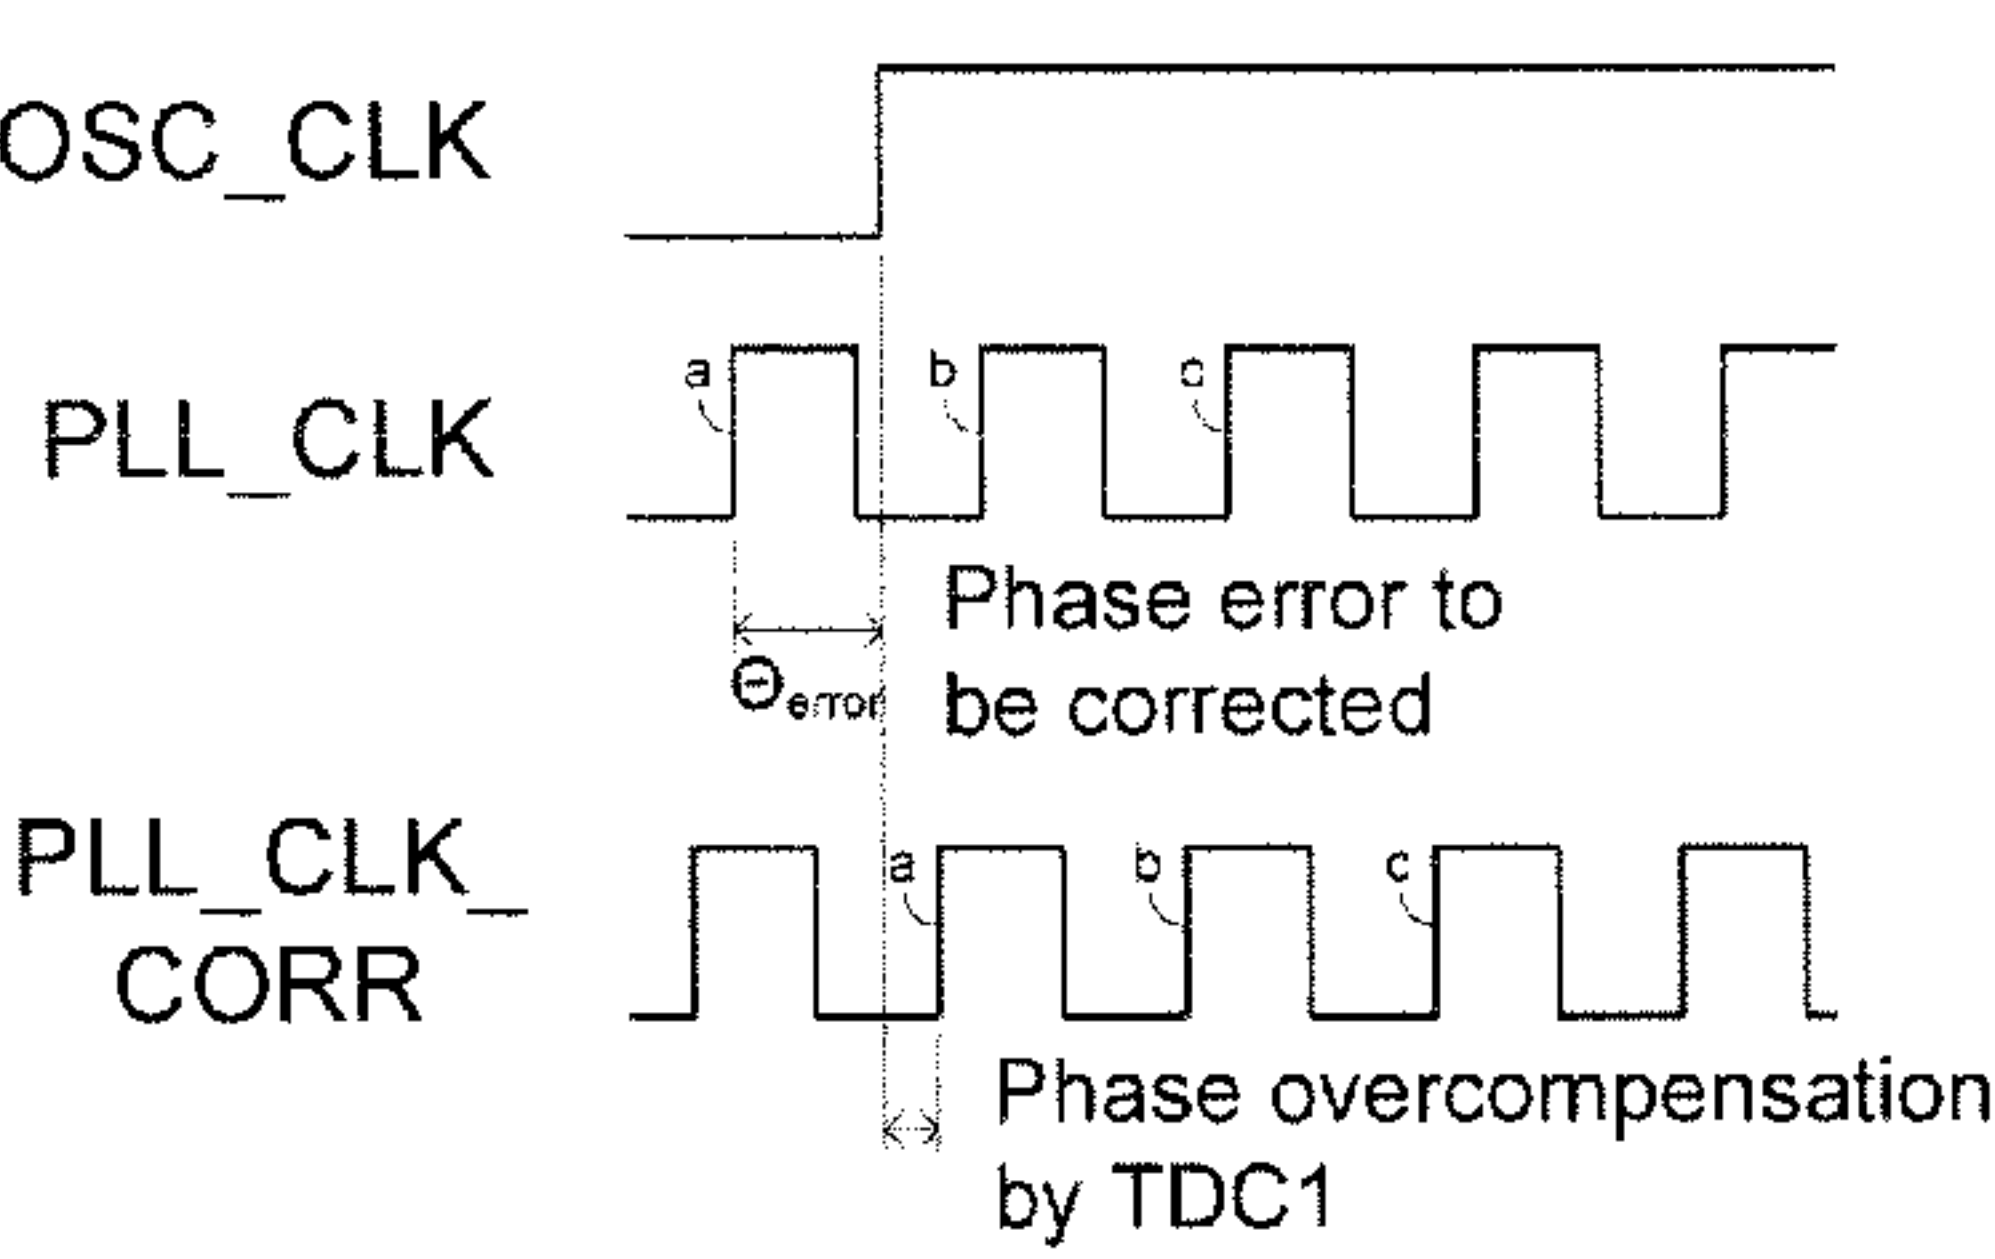 OSC_CLK
a
b
c
PLL_CLK
Phase error to
be corrected
Θerror
PLL_CLK_
CORR
a
b
c
Phase overcompensation
by TDC1